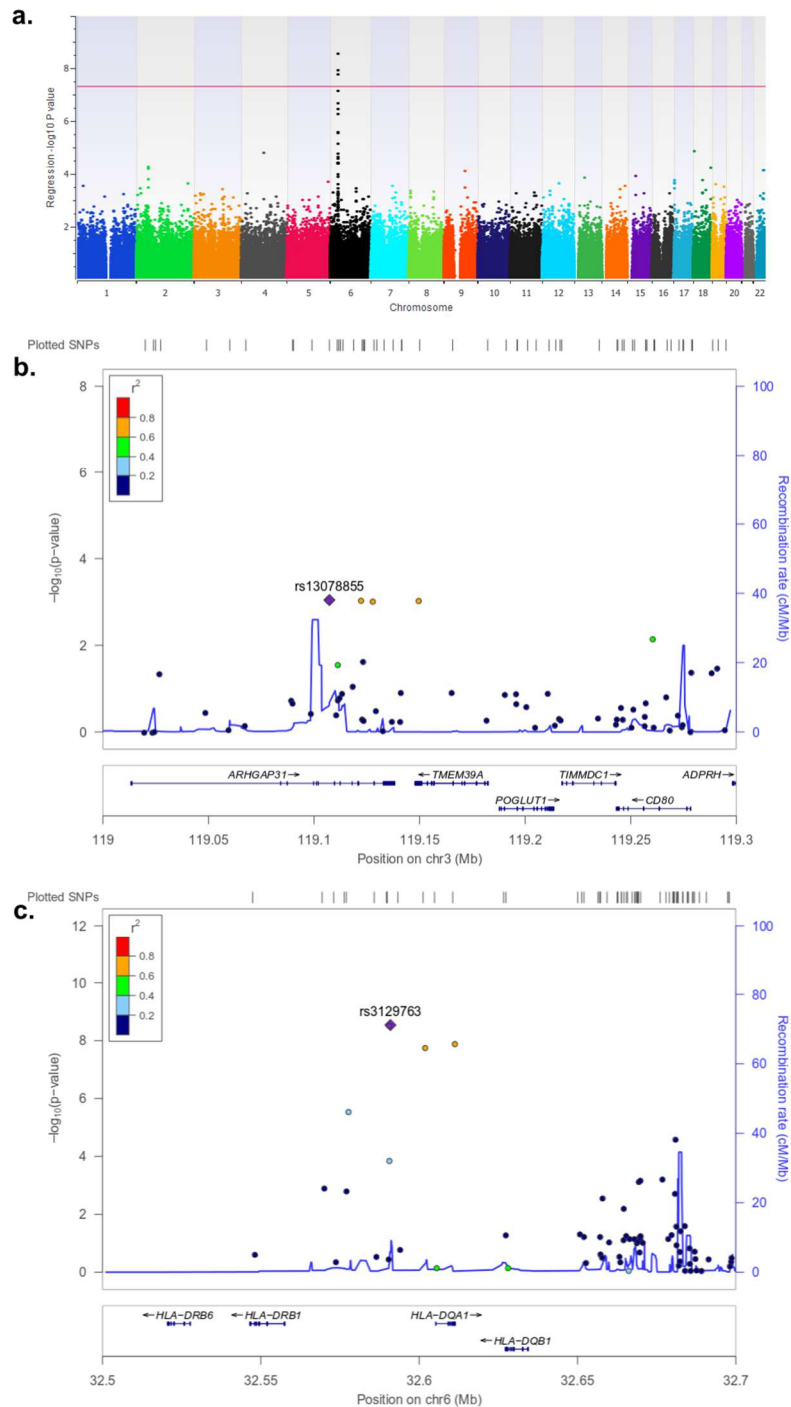 a.
Regression -log10 P value
8
6
4
2
1 2 3 4 5 6 7 8 9 10 11 12 13 14 15 16 17 18 20 22
Chromosome
Plotted SNPs
b.
r2
0.8
0.6
0.4
0.2
8
6
4
2
0
−log10(p−value)
100
80
60
40
20
0
Recombination rate (cM/Mb)
rs13078855
ARHGAP31→
←TMEM39A
TIMMDC1→
ADPRH→
POGLUT1→
←CD80
119 119.05 119.1 119.15 119.2 119.25 119.3
Position on chr3 (Mb)
Plotted SNPs
c.
r2
0.8
0.6
0.4
0.2
12
10
8
6
4
2
0
−log10(p−value)
100
80
60
40
20
0
Recombination rate (cM/Mb)
rs3129763
←HLA−DRB6
←HLA−DRB1
HLA−DQA1→
←HLA−DQB1
32.5 32.55 32.6 32.65 32.7
Position on chr6 (Mb)